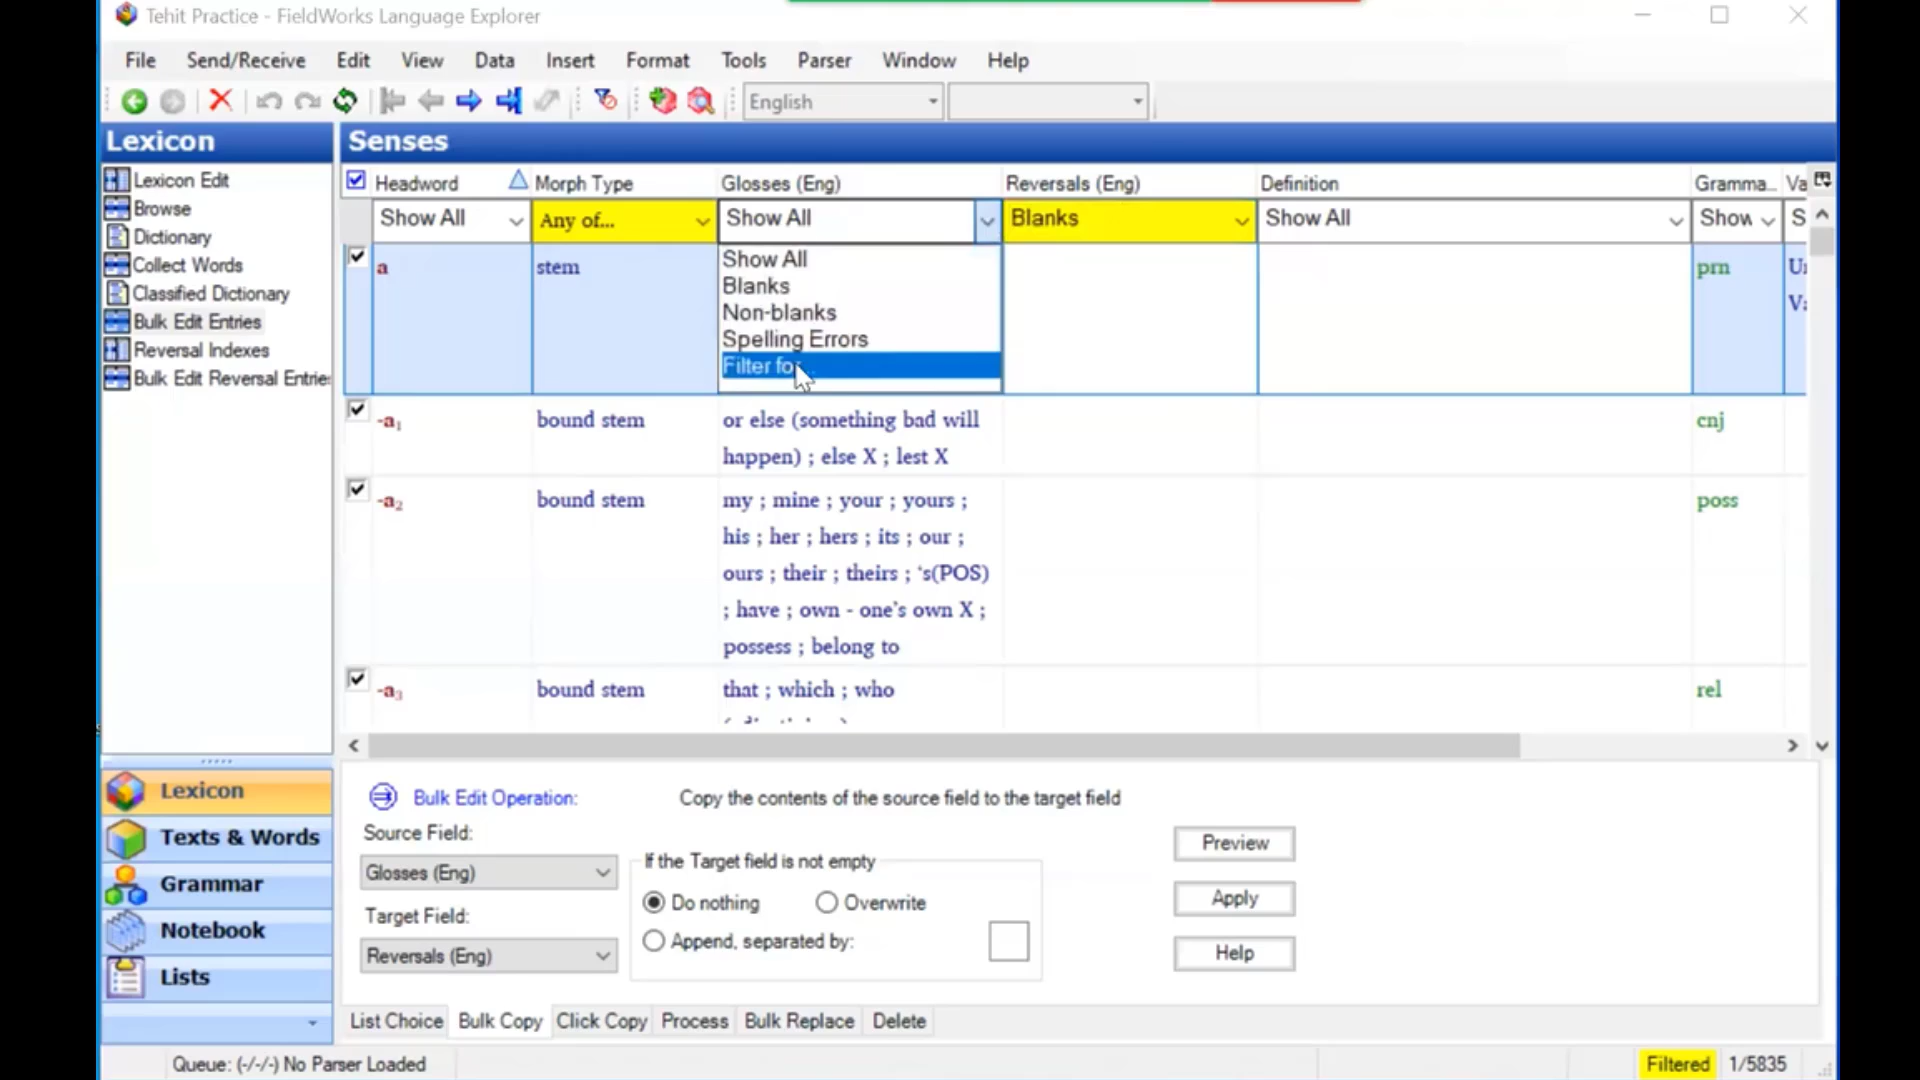 Tehit Practice - FieldWorks Language Explorer
File Send/Receive Edit View Data Insert Format Tools Parser Window Help
English
Lexicon
Lexicon Edit
Browse
Dictionary
Collect Words
Classified Dictionary
Bulk Edit Entries
Reversal Indexes
Bulk Edit Reversal Entrie
Senses
Headword Morph Type Glosses (Eng) Reversals (Eng) Definition Gramma... Va
Show All Any of... Show All Blanks Show All Show S
Show All
Blanks
Non-blanks
Spelling Errors
Filter for...
a stem prn
-a₁ bound stem or else (something bad will cnj
happen) ; else X ; lest X
-a₂ bound stem my ; mine ; your ; yours ; poss
his ; her ; hers ; its ; our ;
ours ; their ; theirs ; ‘s(POS)
; have ; own - one’s own X ;
possess ; belong to
-a₃ bound stem that ; which ; who rel
Lexicon
Texts & Words
Grammar
Notebook
Lists
Bulk Edit Operation: Copy the contents of the source field to the target field
Source Field:
Glosses (Eng)
Target Field:
Reversals (Eng)
If the Target field is not empty
Do nothing Overwrite
Append, separated by:
Preview
Apply
Help
List Choice Bulk Copy Click Copy Process Bulk Replace Delete
Queue: (-/-/-) No Parser Loaded Filtered 1/5835